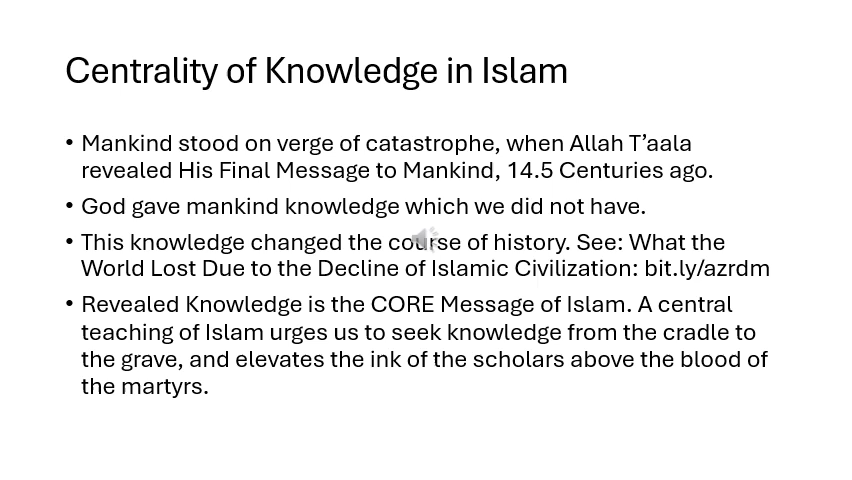 Centrality of Knowledge in Islam
• Mankind stood on verge of catastrophe, when Allah T’aala
revealed His Final Message to Mankind, 14.5 Centuries ago.
• God gave mankind knowledge which we did not have.
• This knowledge changed the course of history. See: What the
World Lost Due to the Decline of Islamic Civilization: bit.ly/azrdm
• Revealed Knowledge is the CORE Message of Islam. A central
teaching of Islam urges us to seek knowledge from the cradle to
the grave, and elevates the ink of the scholars above the blood of
the martyrs.